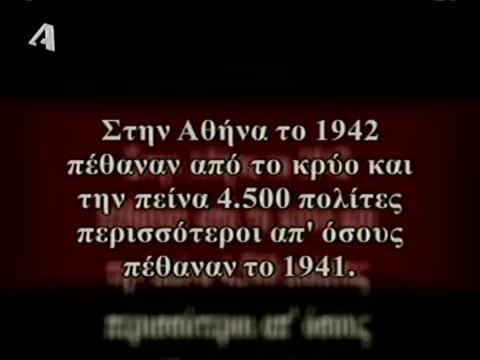 A
Στην Αθήνα το 1942
πέθαναν από το κρύο και
την πείνα 4.500 πολίτες
περισσότεροι απ' όσους
πέθαναν το 1941.